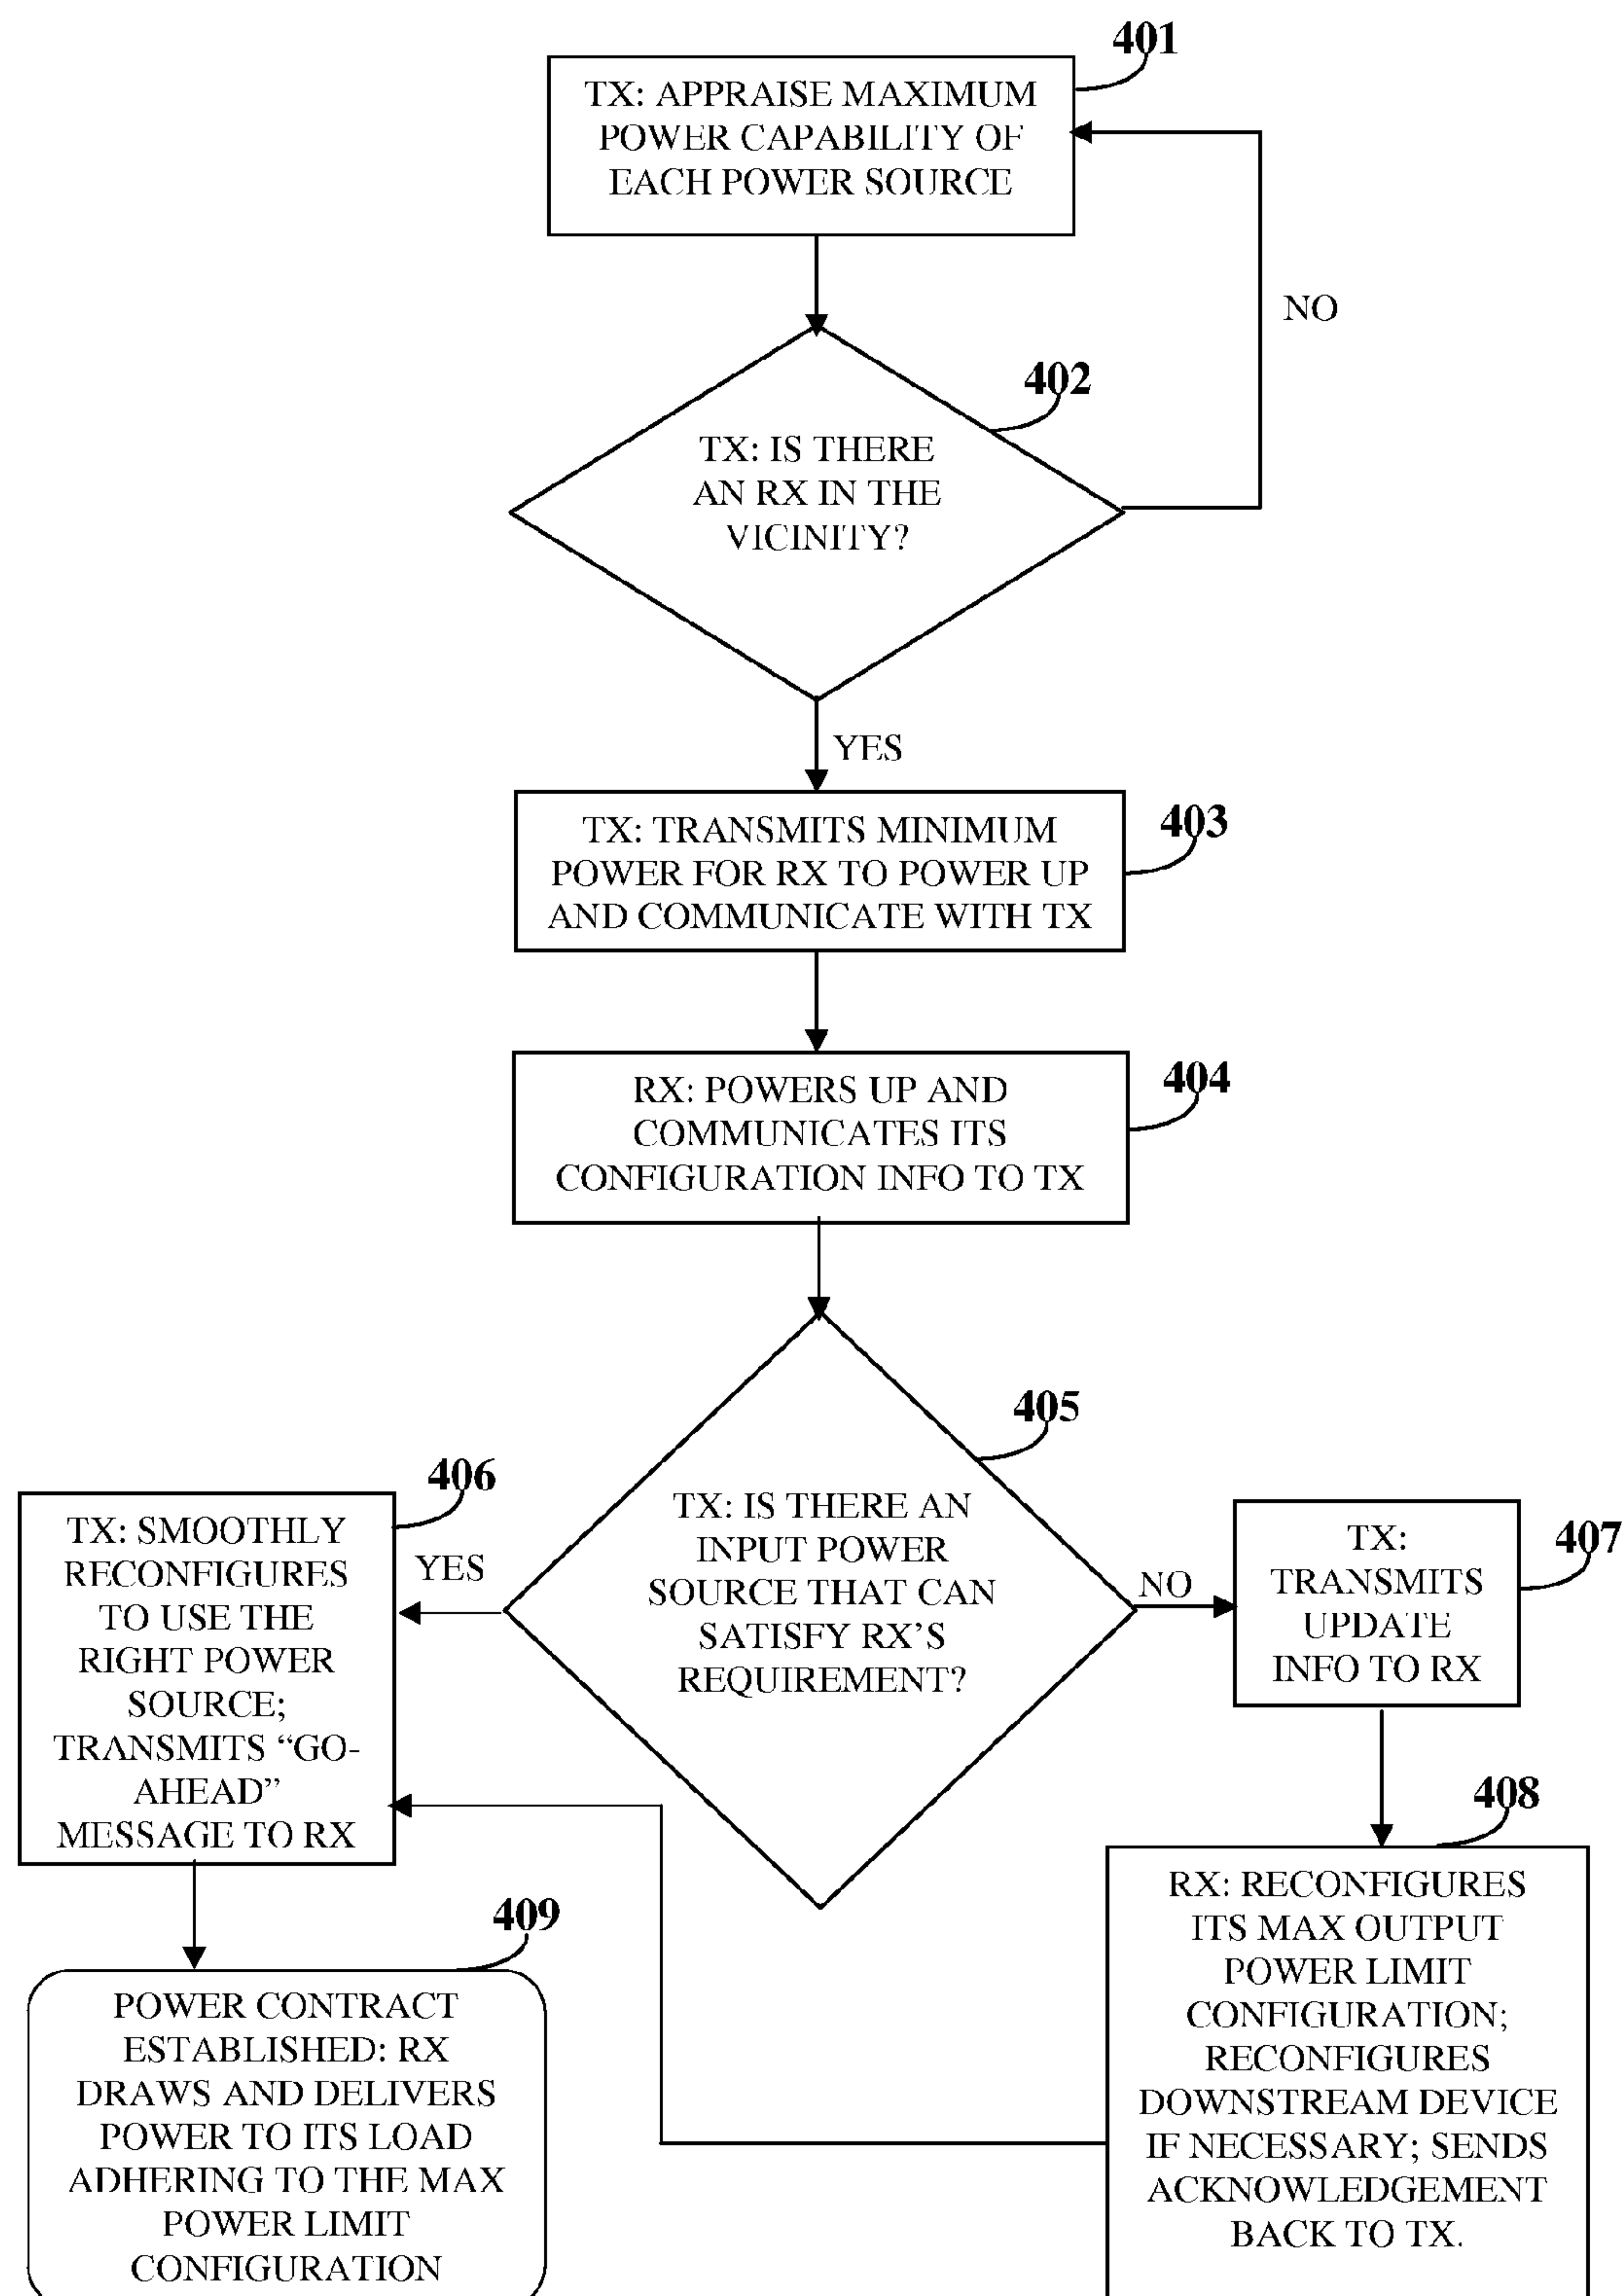 401
TX: APPRAISE MAXIMUM
POWER CAPABILITY OF
EACH POWER SOURCE
NO
402
TX: IS THERE
AN RX IN THE
VICINITY?
YES
403
TX: TRANSMITS MINIMUM
POWER FOR RX TO POWER UP
AND COMMUNICATE WITH TX
404
RX: POWERS UP AND
COMMUNICATES ITS
CONFIGURATION INFO TO TX
405
TX: IS THERE AN
INPUT POWER
SOURCE THAT CAN
SATISFY RX’S
REQUIREMENT?
YES
406
TX: SMOOTHLY
RECONFIGURES
TO USE THE
RIGHT POWER
SOURCE;
TRANSMITS “GO-
AHEAD”
MESSAGE TO RX
NO
407
TX:
TRANSMITS
UPDATE
INFO TO RX
408
RX: RECONFIGURES
ITS MAX OUTPUT
POWER LIMIT
CONFIGURATION;
RECONFIGURES
DOWNSTREAM DEVICE
IF NECESSARY; SENDS
ACKNOWLEDGEMENT
BACK TO TX.
409
POWER CONTRACT
ESTABLISHED: RX
DRAWS AND DELIVERS
POWER TO ITS LOAD
ADHERING TO THE MAX
POWER LIMIT
CONFIGURATION